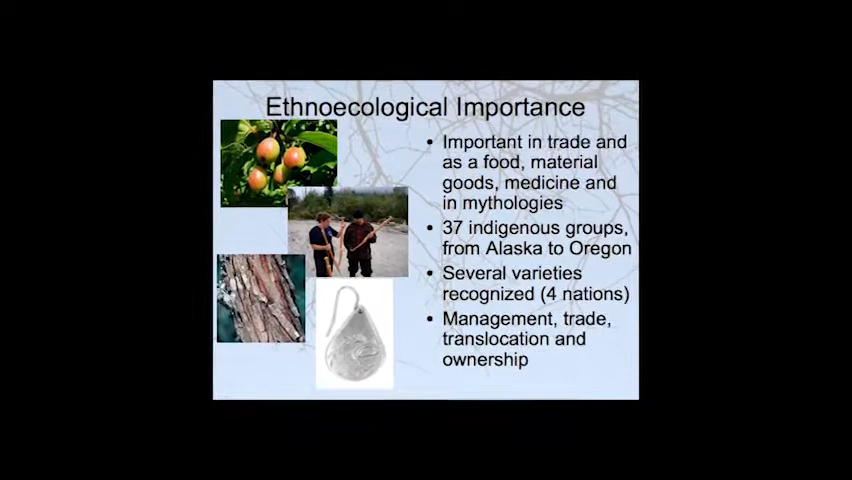 Ethnoecological Importance
• Important in trade and
as a food, material
goods, medicine and
in mythologies
• 37 indigenous groups,
from Alaska to Oregon
• Several varieties
recognized (4 nations)
• Management, trade,
translocation and
ownership